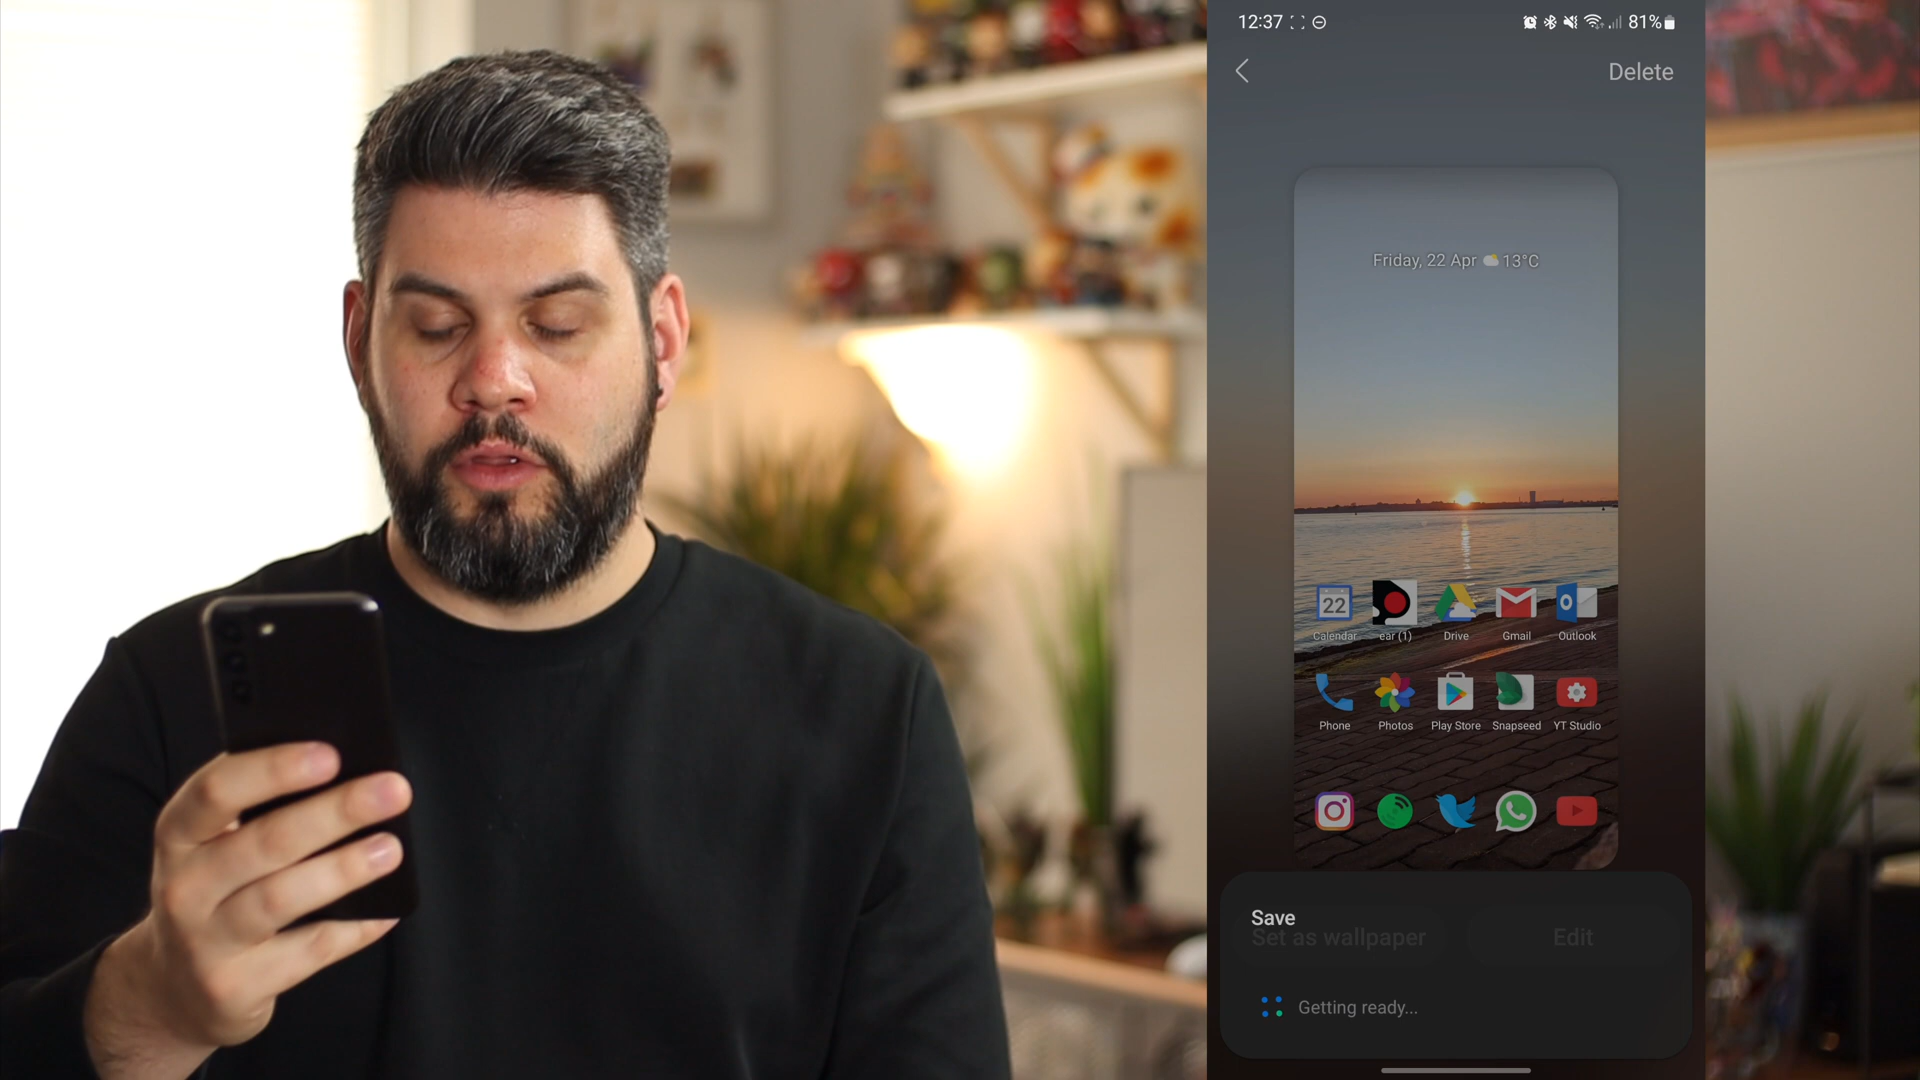 12:37 81%
Delete
Friday, 22 Apr 13°C
22
Calendar ear (1) Drive Gmail Outlook
Phone Photos Play Store Snapseed YT Studio
Save
Set as wallpaper Edit
Getting ready...